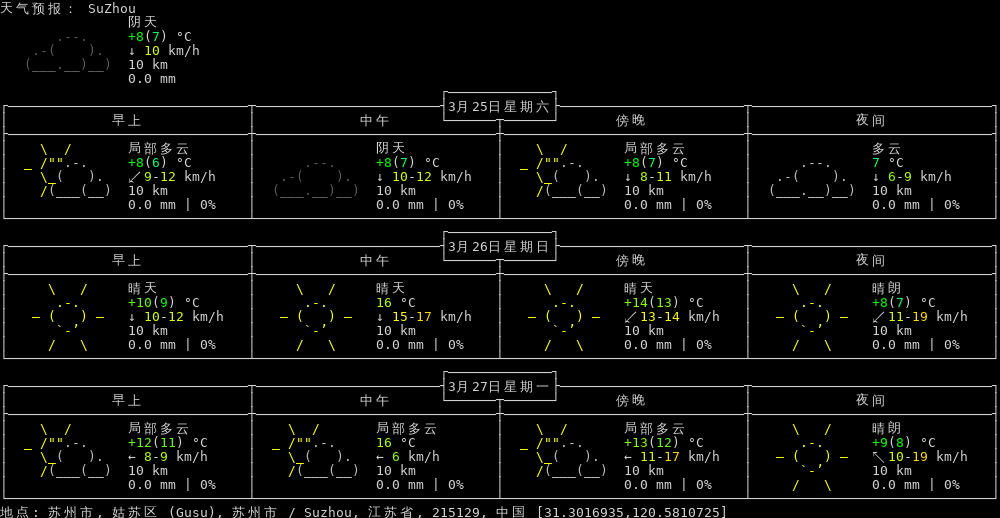 天气预报: SuZhou
阴天
+8(7) °C
↓ 10 km/h
10 km
0.0 mm
3月25日星期六
早上 中午 傍晚 夜间
局部多云 阴天 局部多云 多云
+8(6) °C +8(7) °C +8(7) °C 7 °C
↙ 9-12 km/h ↓ 10-12 km/h ↓ 8-11 km/h ↓ 6-9 km/h
10 km 10 km 10 km 10 km
0.0 mm | 0% 0.0 mm | 0% 0.0 mm | 0% 0.0 mm | 0%
3月26日星期日
早上 中午 傍晚 夜间
晴天 晴天 晴天 晴朗
+10(9) °C 16 °C +14(13) °C +8(7) °C
↓ 10-12 km/h ↓ 15-17 km/h ↙ 13-14 km/h ↙ 11-19 km/h
10 km 10 km 10 km 10 km
0.0 mm | 0% 0.0 mm | 0% 0.0 mm | 0% 0.0 mm | 0%
3月27日星期一
早上 中午 傍晚 夜间
局部多云 局部多云 局部多云 晴朗
+12(11) °C 16 °C +13(12) °C +9(8) °C
← 8-9 km/h ← 6 km/h ← 11-17 km/h ↖ 10-19 km/h
10 km 10 km 10 km 10 km
0.0 mm | 0% 0.0 mm | 0% 0.0 mm | 0% 0.0 mm | 0%
地点: 苏州市, 姑苏区 (Gusu), 苏州市 / Suzhou, 江苏省, 215129, 中国 [31.3016935,120.5810725]